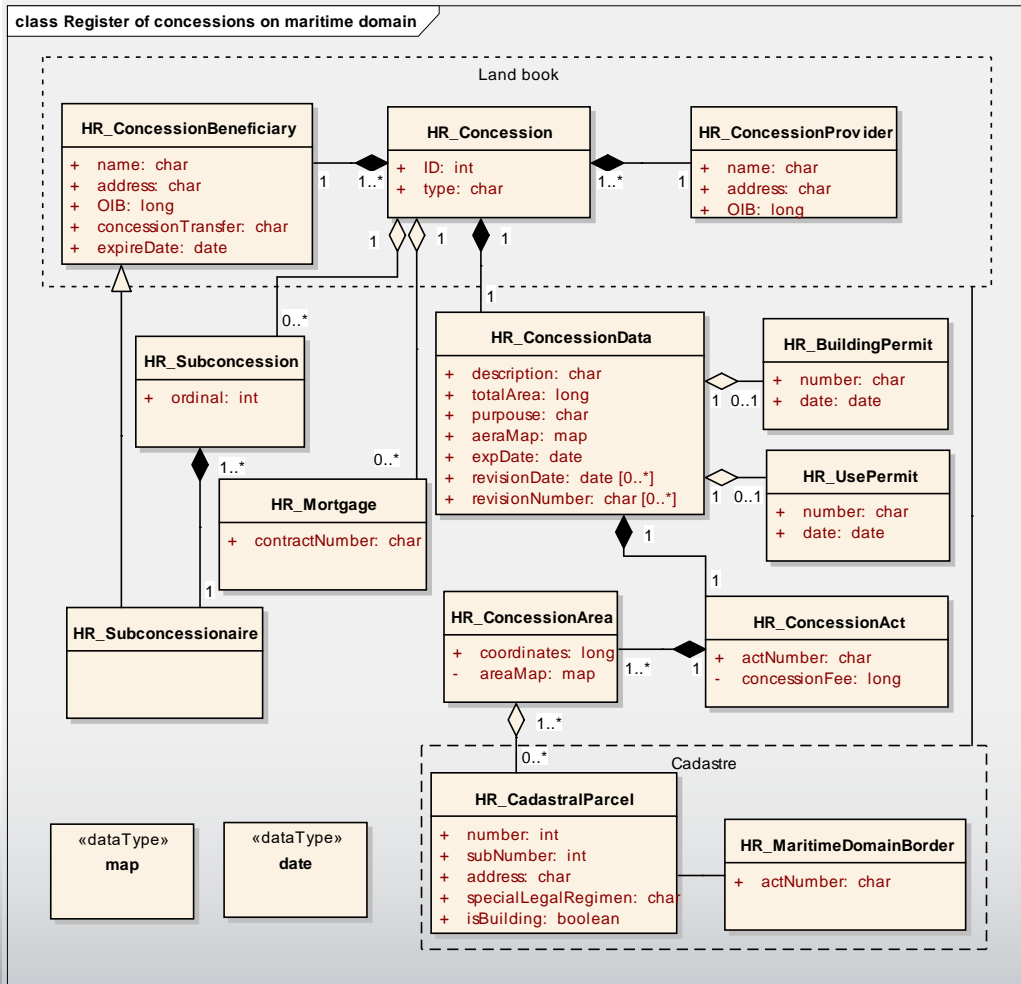 class Register of concessions on maritime domain
Land book
HR_ConcessionBeneficiary
+ name: char
+ address: char
+ OIB: long
+ concessionTransfer: char
+ expireDate: date
1
1..*
HR_Concession
+ ID: int
+ type: char
1..*
1
HR_ConcessionProvider
+ name: char
+ address: char
+ OIB: long
1
1
1
0..*
1
HR_Subconcession
+ ordinal: int
1..*
0..*
HR_Mortgage
+ contractNumber: char
1
HR_Subconcessionaire
HR_ConcessionData
+ description: char
+ totalArea: long
+ purpouse: char
+ aeraMap: map
+ expDate: date
+ revisionDate: date [0..*]
+ revisionNumber: char [0..*]
1 0..1
HR_BuildingPermit
+ number: char
+ date: date
1 0..1
HR_UsePermit
+ number: char
+ date: date
1
1
HR_ConcessionArea
+ coordinates: long
- areaMap: map
1..*
1
HR_ConcessionAct
+ actNumber: char
- concessionFee: long
1..*
0..*
Cadastre
HR_CadastralParcel
+ number: int
+ subNumber: int
+ address: char
+ specialLegalRegimen: char
+ isBuilding: boolean
HR_MaritimeDomainBorder
+ actNumber: char
«dataType»
map
«dataType»
date